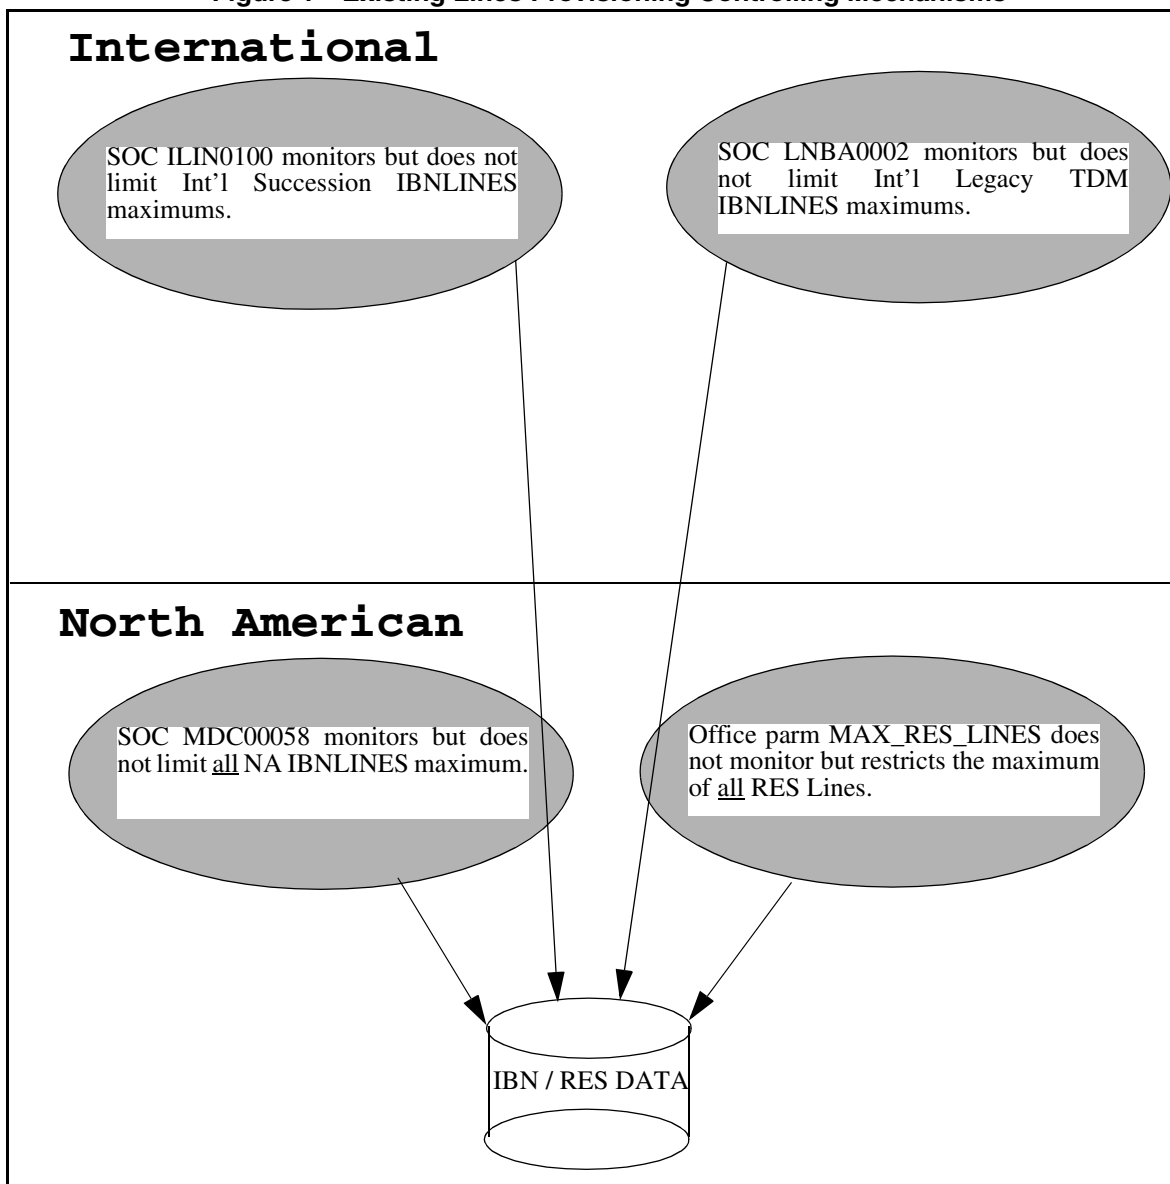 Figure 1 Existing Lines Provisioning Controlling Mechanisms
International
SOC ILIN0100 monitors but does not
limit Int'l Succession IBNLINES
maximums.
SOC LNBA0002 monitors but does
not limit Int'l Legacy TDM
IBNLINES maximums.
North American
SOC MDC00058 monitors but does
not limit all NA IBNLINES maximum.
Office parm MAX_RES_LINES does
not monitor but restricts the maximum
of all RES Lines.
IBN / RES DATA